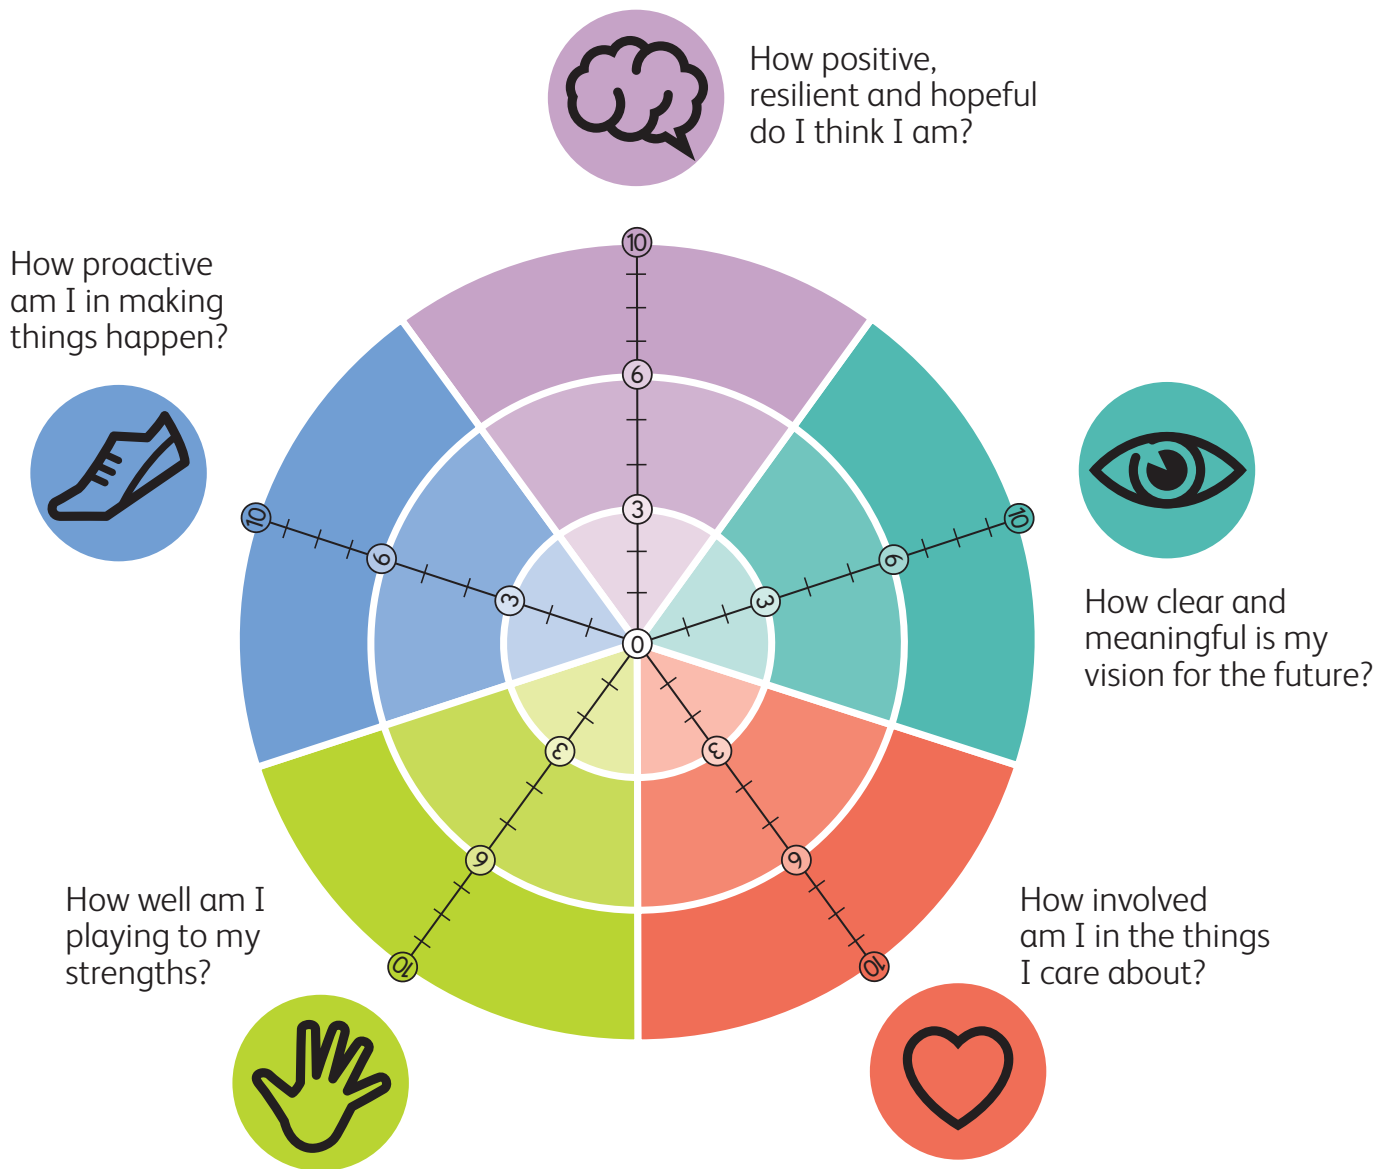 How positive,
resilient and hopeful
do I think I am?
How proactive
am I in making
things happen?
10
6
3
0
10
6
3
10
6
3
How clear and
meaningful is my
vision for the future?
3
6
10
3
6
10
How well am I
playing to my
strengths?
How involved
am I in the things
I care about?